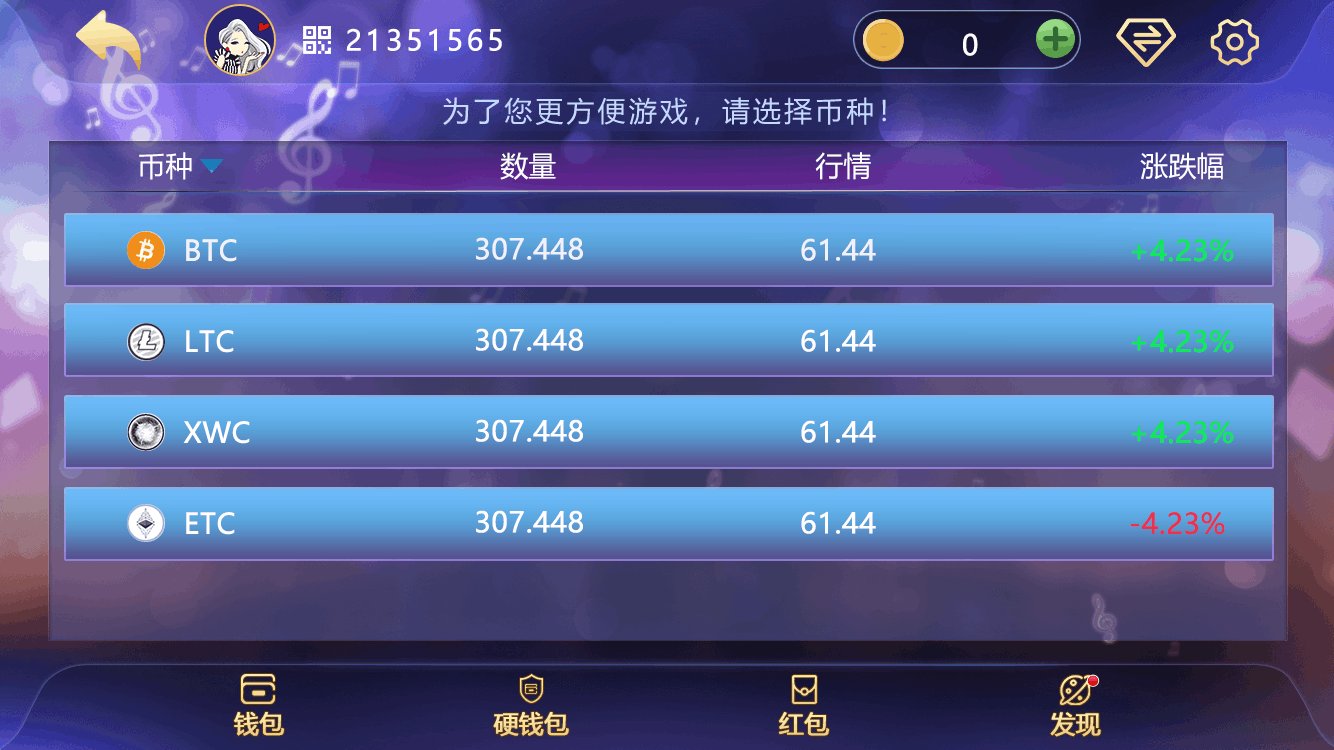 21351565
0
为了您更方便游戏，请选择币种！
币种 数量 行情 涨跌幅
BTC 307.448 61.44 +4.23%
LTC 307.448 61.44 +4.23%
XWC 307.448 61.44 +4.23%
ETC 307.448 61.44 -4.23%
钱包 硬钱包 红包 发现